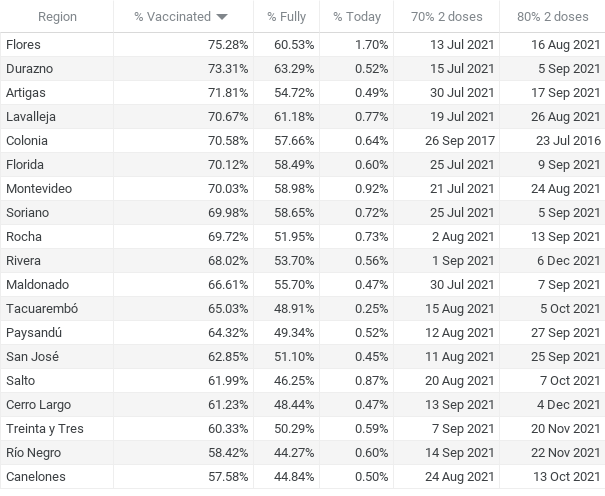 Region % Vaccinated % Fully % Today 70% 2 doses 80% 2 doses
Flores 75.28% 60.53% 1.70% 13 Jul 2021 16 Aug 2021
Durazno 73.31% 63.29% 0.52% 15 Jul 2021 5 Sep 2021
Artigas 71.81% 54.72% 0.49% 30 Jul 2021 17 Sep 2021
Lavalleja 70.67% 61.18% 0.77% 19 Jul 2021 26 Aug 2021
Colonia 70.58% 57.66% 0.64% 26 Sep 2017 23 Jul 2016
Florida 70.12% 58.49% 0.60% 25 Jul 2021 9 Sep 2021
Montevideo 70.03% 58.98% 0.92% 21 Jul 2021 24 Aug 2021
Soriano 69.98% 58.65% 0.72% 25 Jul 2021 5 Sep 2021
Rocha 69.72% 51.95% 0.73% 2 Aug 2021 13 Sep 2021
Rivera 68.02% 53.70% 0.56% 1 Sep 2021 6 Dec 2021
Maldonado 66.61% 55.70% 0.47% 30 Jul 2021 7 Sep 2021
Tacuarembó 65.03% 48.91% 0.25% 15 Aug 2021 5 Oct 2021
Paysandú 64.32% 49.34% 0.52% 12 Aug 2021 27 Sep 2021
San José 62.85% 51.10% 0.45% 11 Aug 2021 25 Sep 2021
Salto 61.99% 46.25% 0.87% 20 Aug 2021 7 Oct 2021
Cerro Largo 61.23% 48.44% 0.47% 13 Sep 2021 4 Dec 2021
Treinta y Tres 60.33% 50.29% 0.59% 7 Sep 2021 20 Nov 2021
Río Negro 58.42% 44.27% 0.60% 14 Sep 2021 22 Nov 2021
Canelones 57.58% 44.84% 0.50% 24 Aug 2021 13 Oct 2021